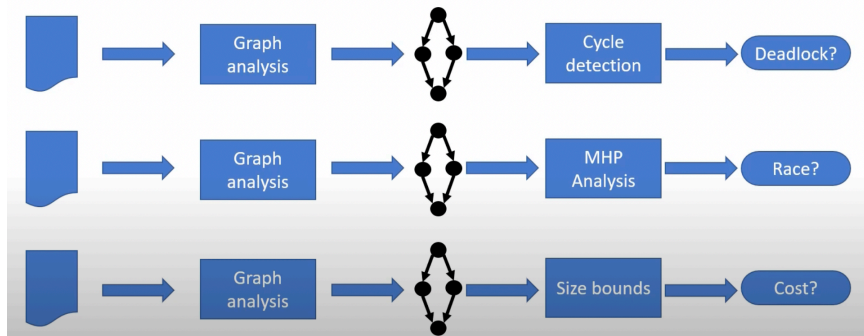 Graph
analysis
Cycle
detection
Deadlock?
Graph
analysis
MHP
Analysis
Race?
Graph
analysis
Size bounds
Cost?